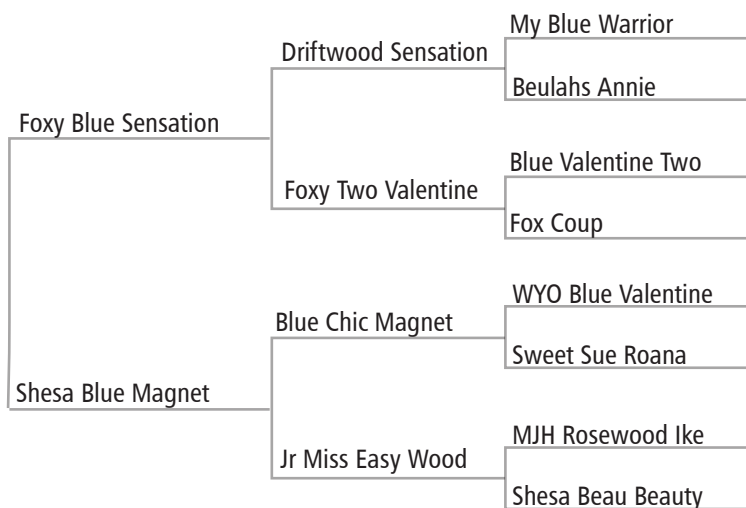 My Blue Warrior
Driftwood Sensation
Beulahs Annie
Foxy Blue Sensation
Blue Valentine Two
Foxy Two Valentine
Fox Coup
WYO Blue Valentine
Blue Chic Magnet
Sweet Sue Roana
Shesa Blue Magnet
MJH Rosewood Ike
Jr Miss Easy Wood
Shesa Beau Beauty